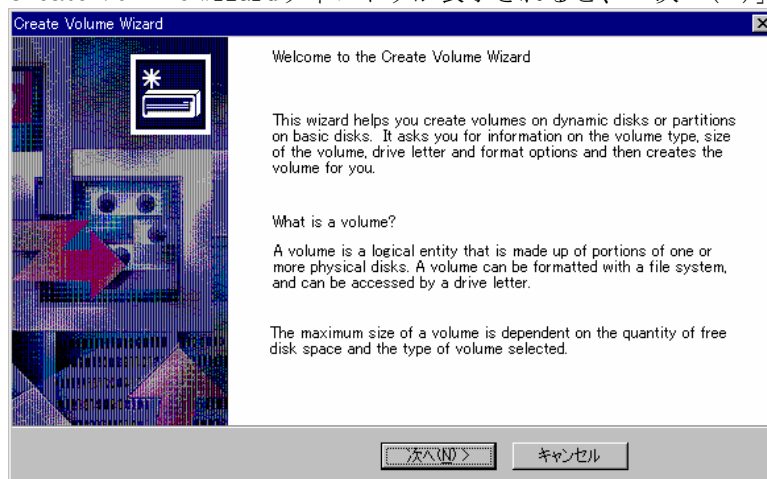 Create Volume Wizard
Welcome to the Create Volume Wizard
This wizard helps you create volumes on dynamic disks or partitions
on basic disks. It asks you for information on the volume type, size
of the volume, drive letter and format options and then creates the
volume for you.
What is a volume?
A volume is a logical entity that is made up of portions of one or
more physical disks. A volume can be formatted with a file system,
and can be accessed by a drive letter.
The maximum size of a volume is dependent on the quantity of free
disk space and the type of volume selected.
次へ(N) >
キャンセル